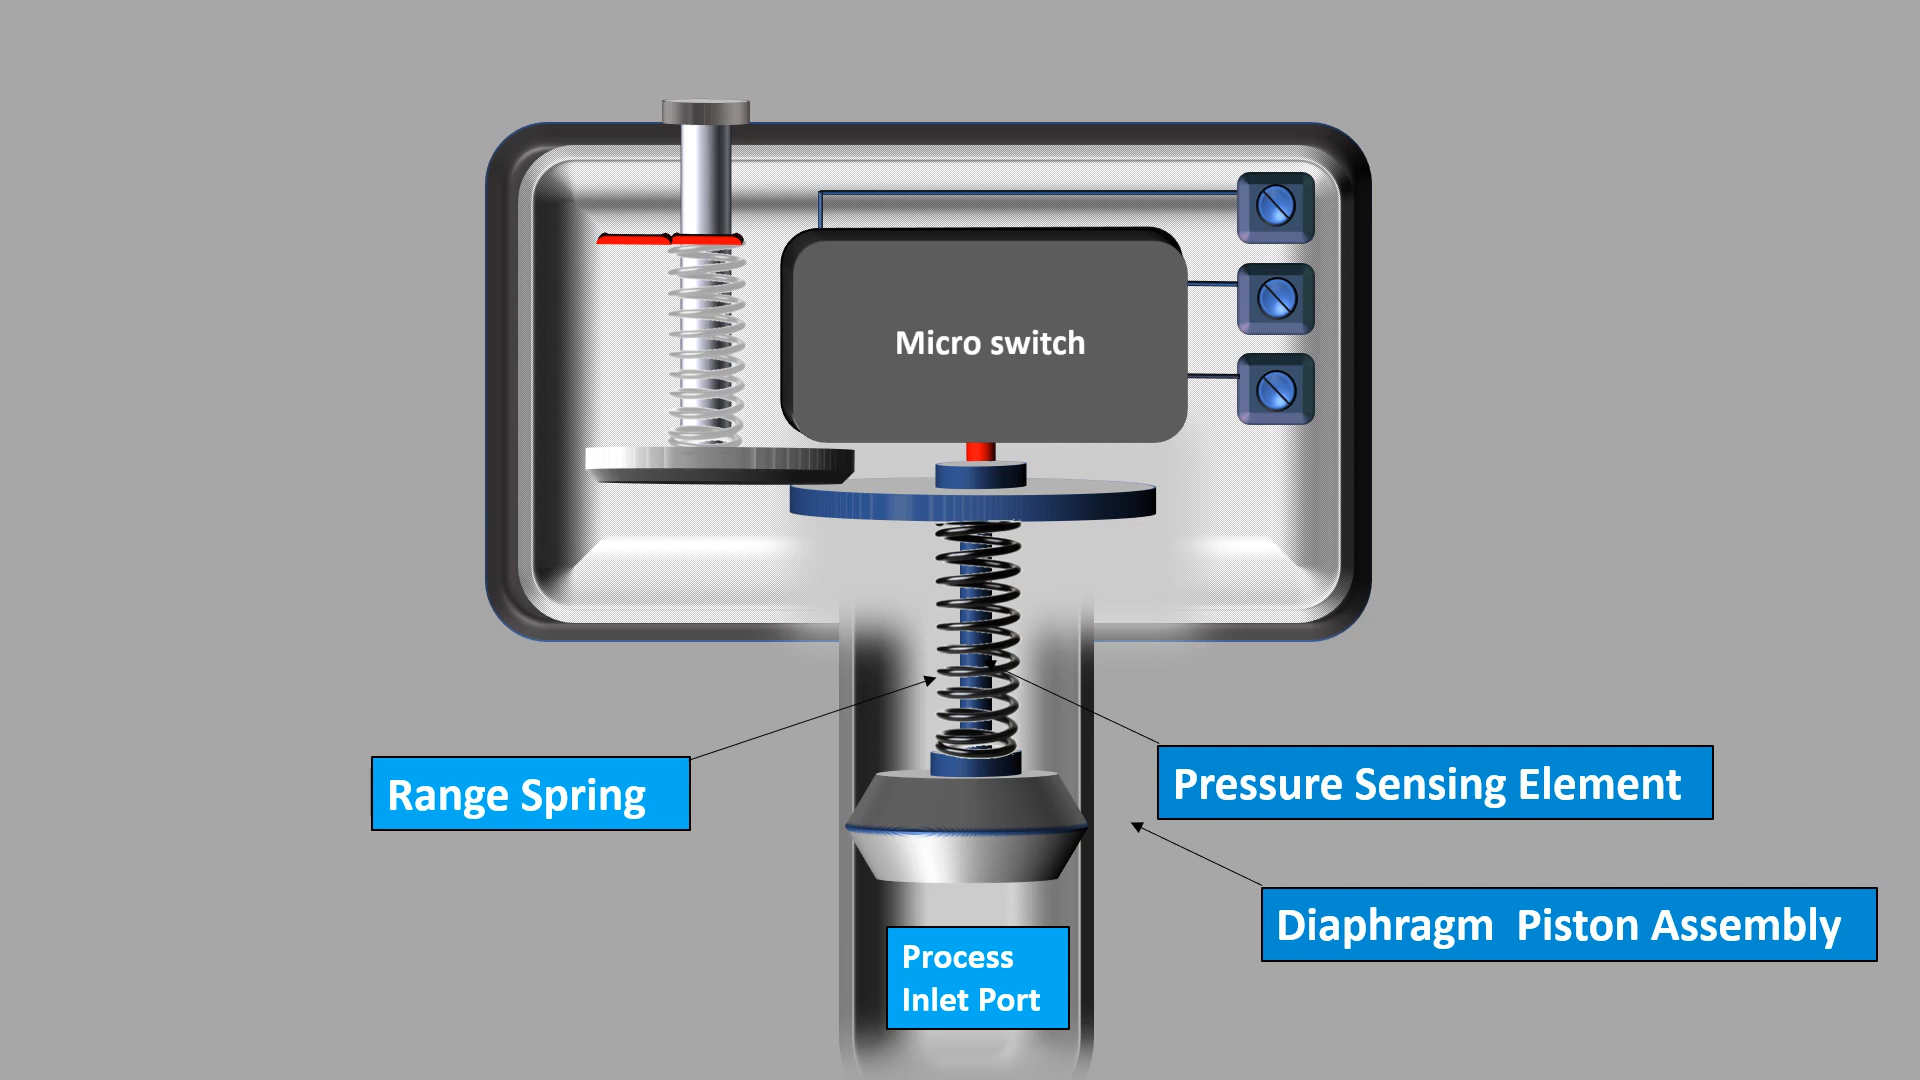 Micro switch
Range Spring
Pressure Sensing Element
Diaphragm  Piston Assembly
Process
Inlet Port